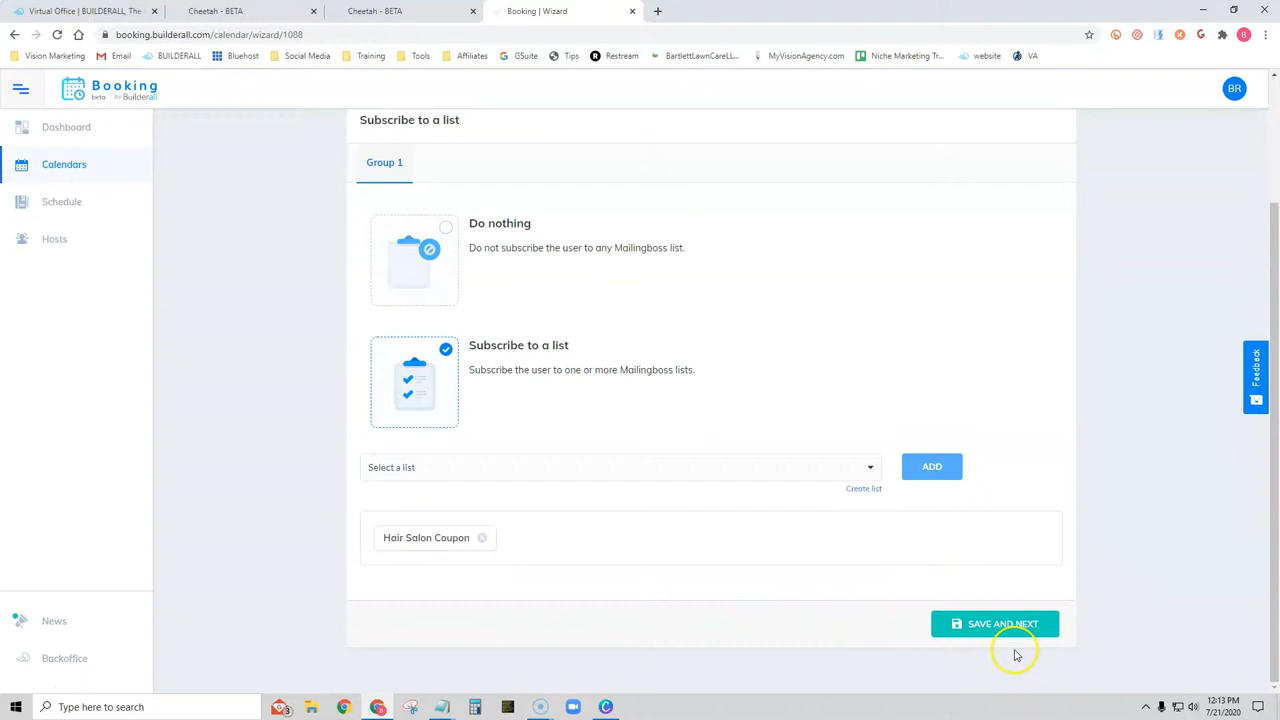 Virtual Office | BUILDERALL, The
Cheetah - BETA
Cheetah - BETA
Booking | Wizard
booking.builderall.com/calendar/wizard/1088
B
Vision Marketing
Email
BUILDERALL
Bluehost
Social Media
Training
Tools
Affiliates
GSuite
Tips
Restream
BartlettLawnCareLL...
MyVisionAgency.com
Niche Marketing Tr...
website
VA
Booking
beta by Builderall
BR
Dashboard
Calendars
Schedule
Hosts
News
Backoffice
Subscribe to a list
Group 1
Do nothing
Do not subscribe the user to any Mailingboss list.
Subscribe to a list
Subscribe the user to one or more Mailingboss lists.
Select a list
ADD
Create list
Hair Salon Coupon
SAVE AND NEXT
Feedback
Type here to search
3
12:13 PM
7/21/2020